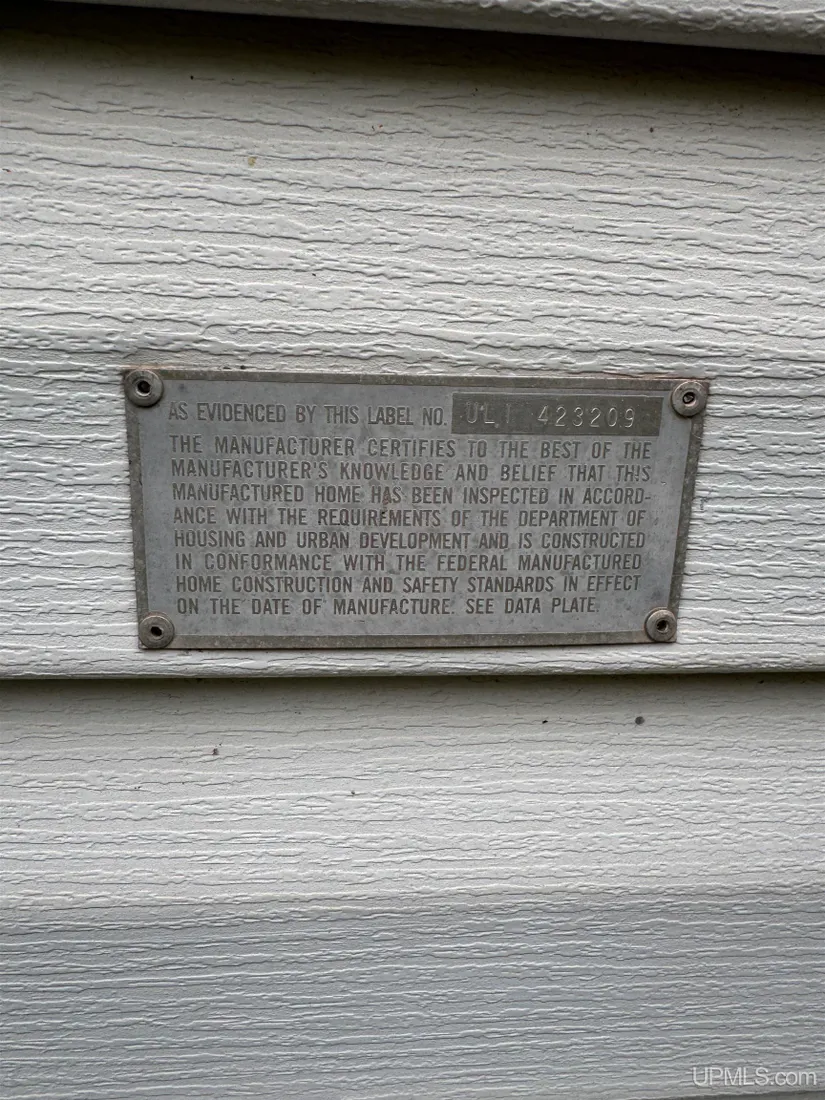 AS EVIDENCED BY THIS LABEL NO. ULI 423209
THE MANUFACTURER CERTIFIES TO THE BEST OF THE
MANUFACTURER'S KNOWLEDGE AND BELIEF THAT THIS
MANUFACTURED HOME HAS BEEN INSPECTED IN ACCORD-
ANCE WITH THE REQUIREMENTS OF THE DEPARTMENT OF
HOUSING AND URBAN DEVELOPMENT AND IS CONSTRUCTED
IN CONFORMANCE WITH THE FEDERAL MANUFACTURED
HOME CONSTRUCTION AND SAFETY STANDARDS IN EFFECT
ON THE DATE OF MANUFACTURE. SEE DATA PLATE.
UPMLS.com